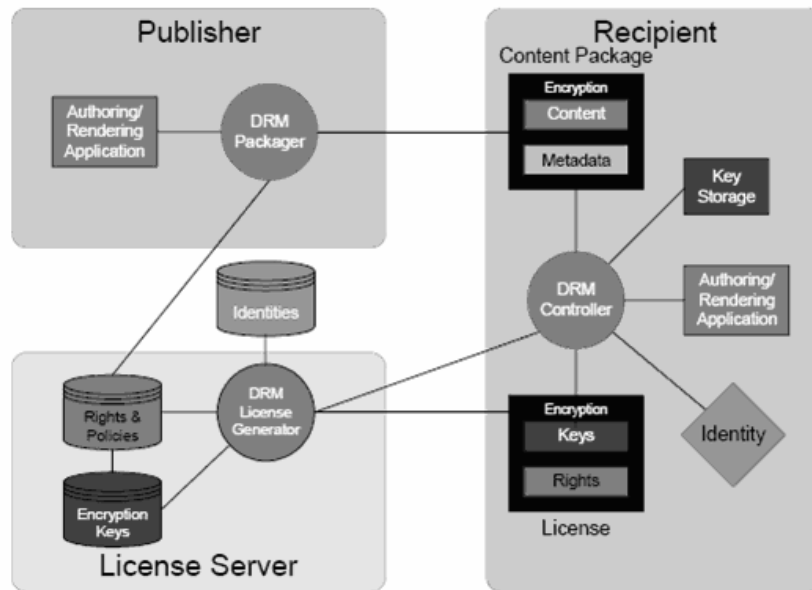 Publisher
Authoring/
Rendering
Application
DRM
Packager
Recipient
Content Package
Encryption
Content
Metadata
Key
Storage
DRM
Controller
Authoring/
Rendering
Application
Identity
Encryption
Keys
Rights
License
Identities
DRM
License
Generator
Rights &
Policies
Encryption
Keys
License Server